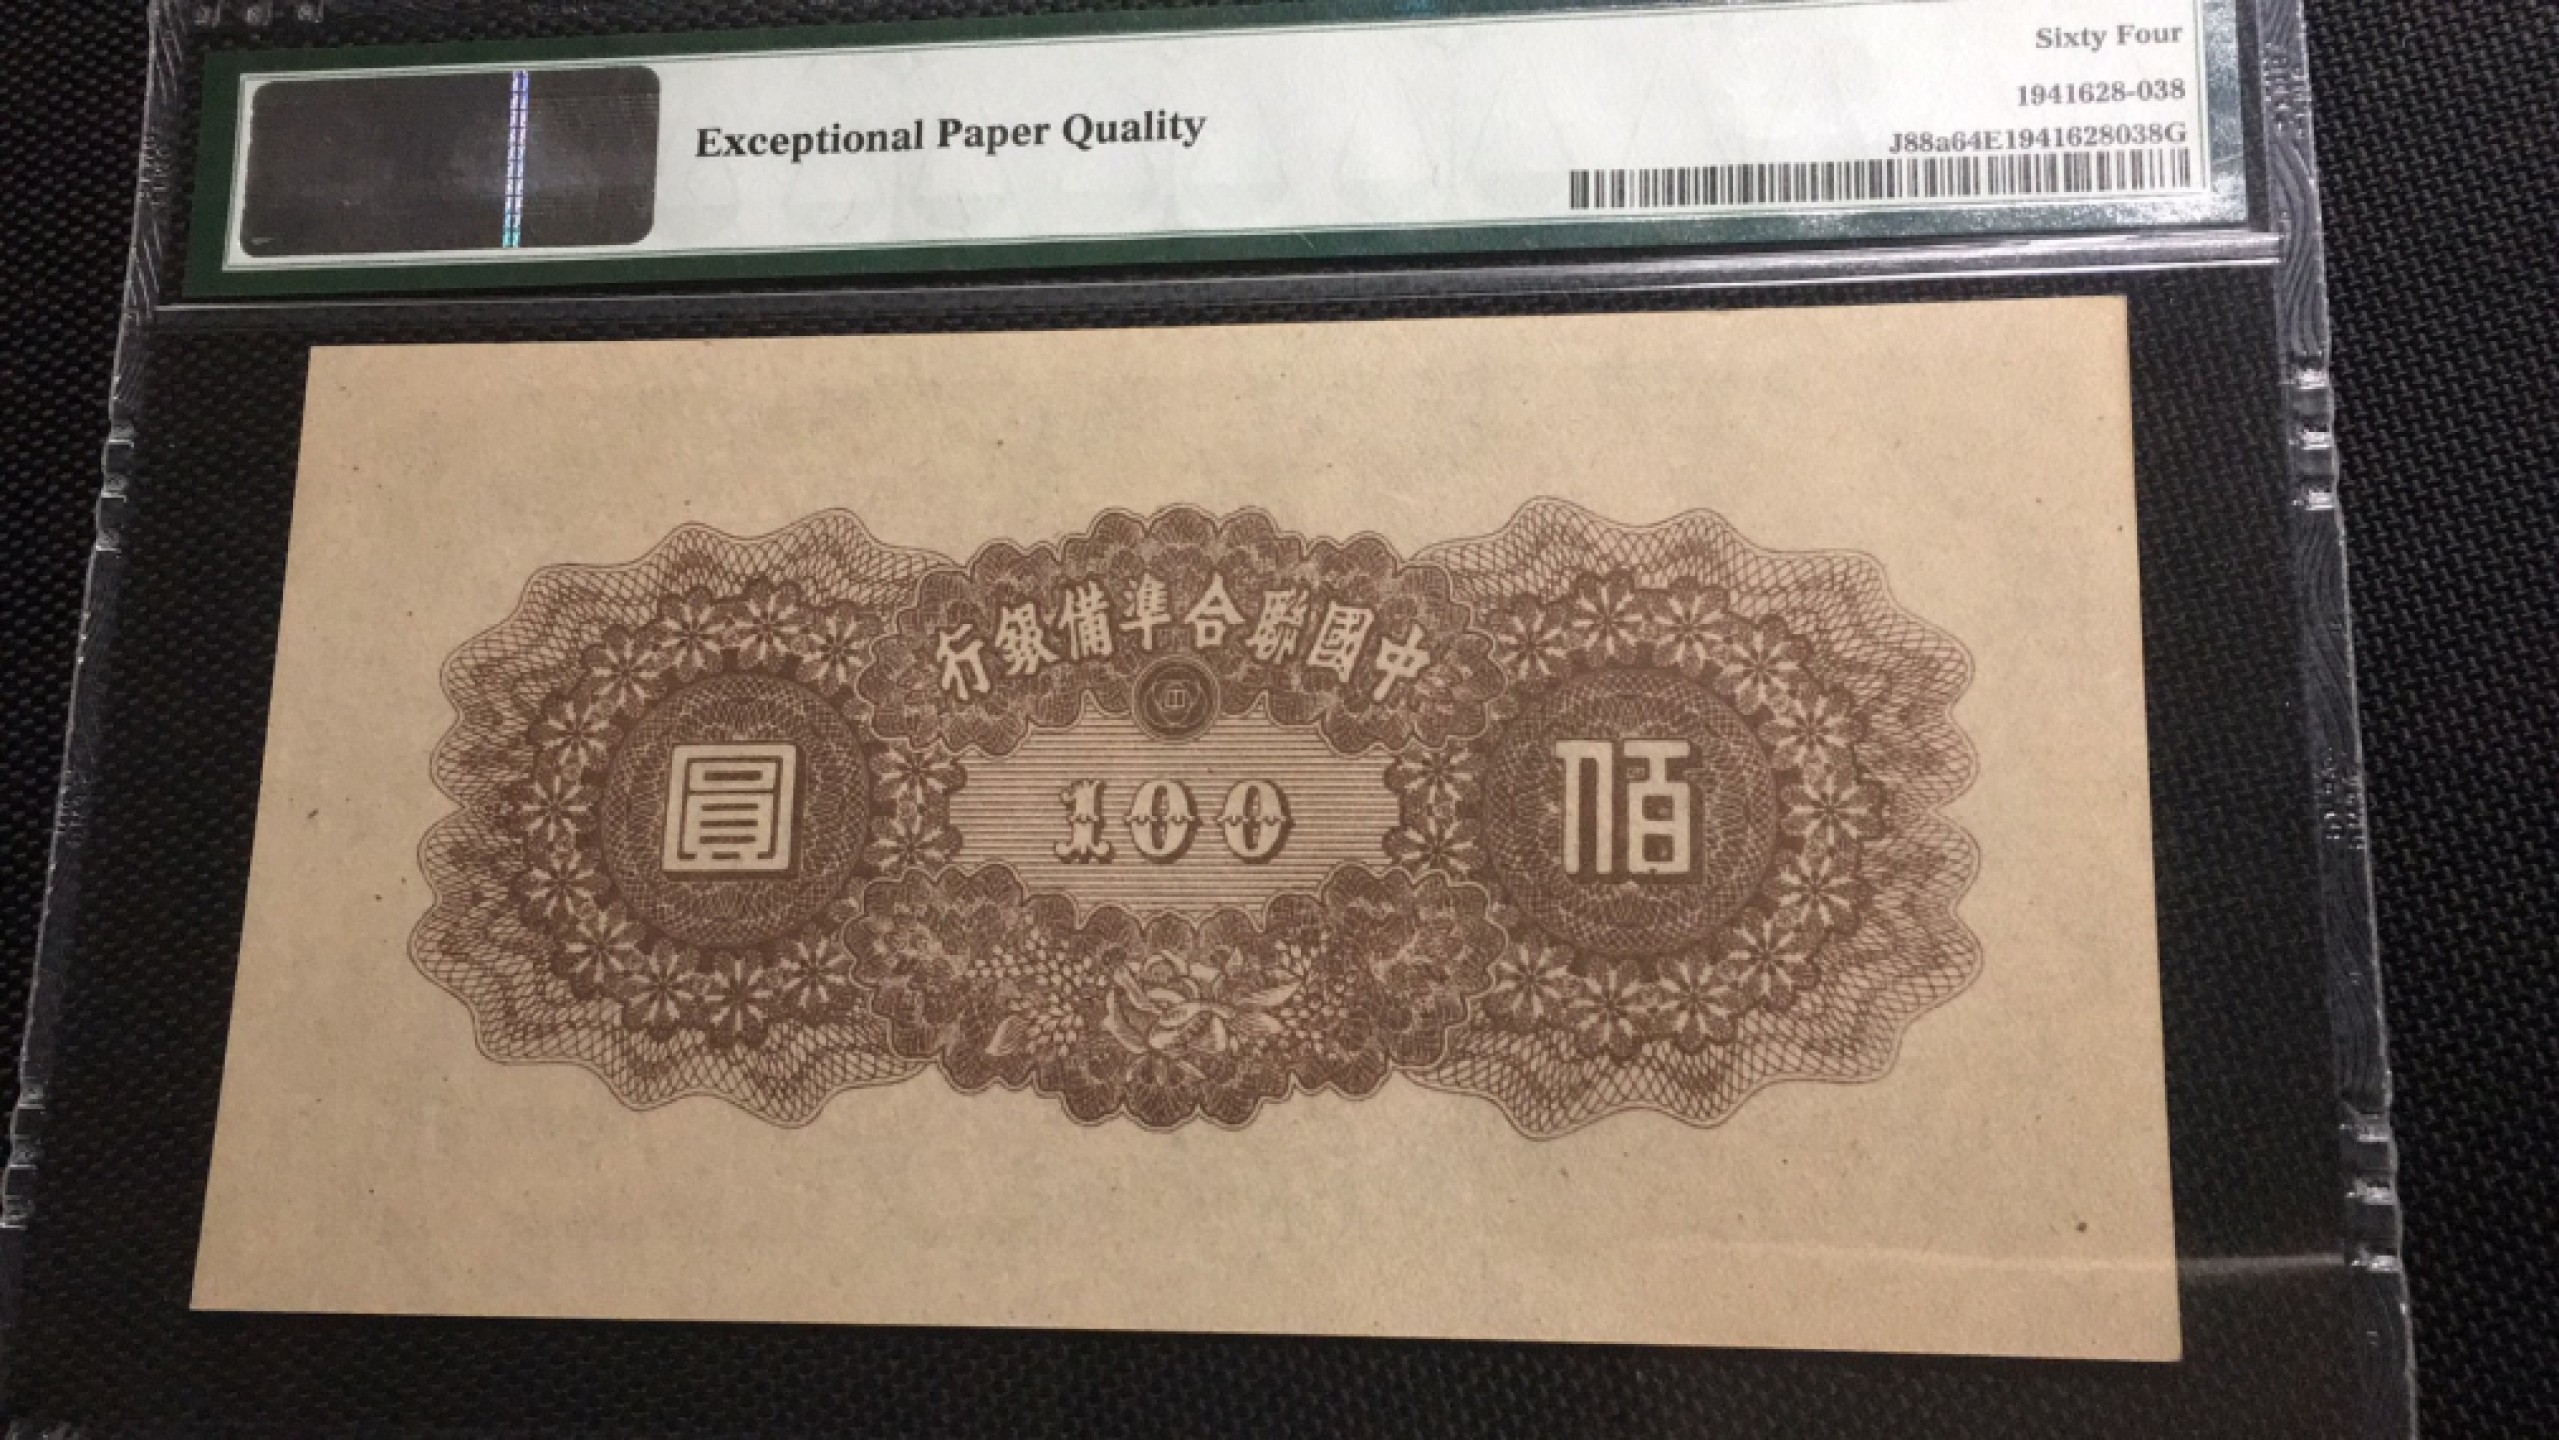 Sixty Four
1941628-038
Exceptional Paper Quality
J88a64E1941628038G
中國聯合準備銀行
佰 100 圓